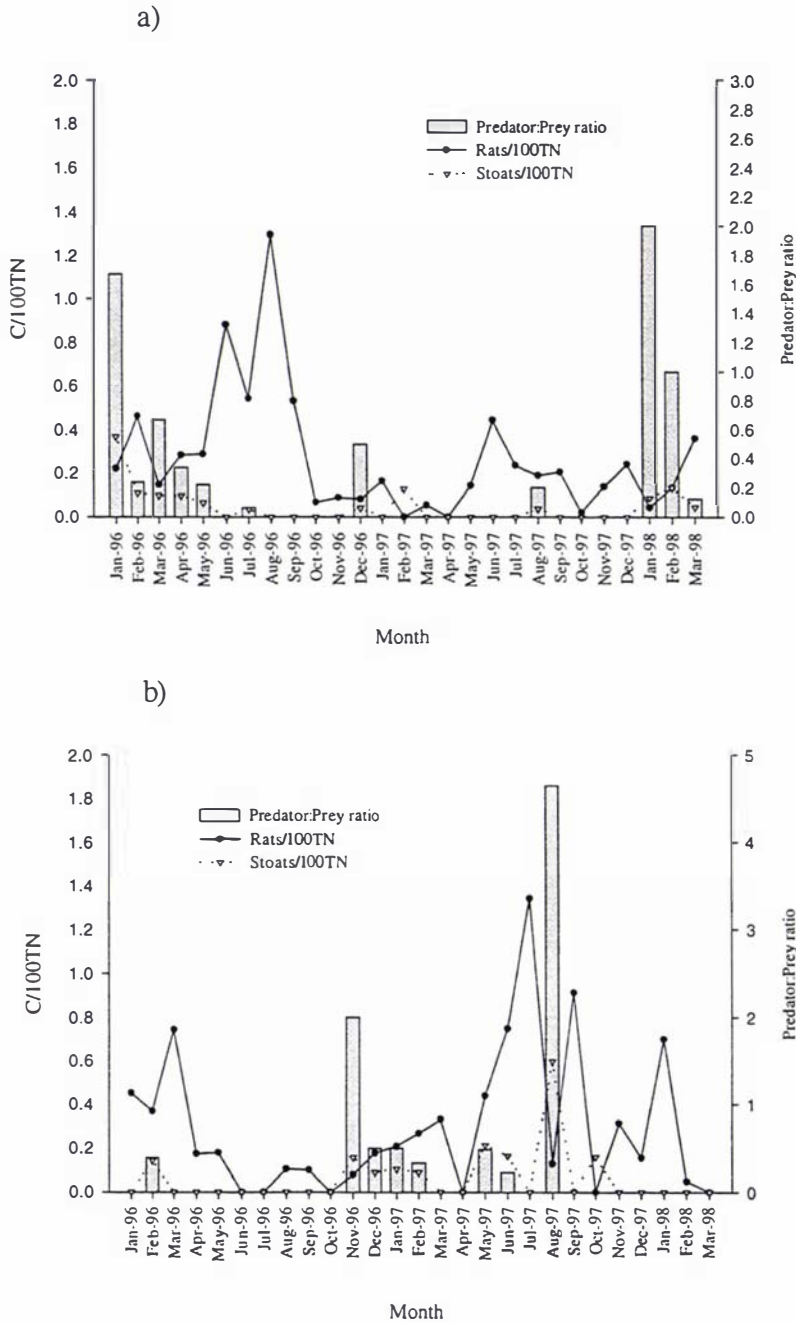 a)
2.0
1.8
1.6
1.4
1.2
1.0
0.8
0.6
0.4
0.2
0.0
C/100TN
Predator:Prey ratio
Rats/100TN
Stoats/100TN
3.0
2.8
2.6
2.4
2.2
2.0
1.8
1.6
1.4
1.2
1.0
0.8
0.6
0.4
0.2
0.0
Predator:Prey ratio
Jan-96
Feb-96
Mar-96
Apr-96
May-96
Jun-96
Jul-96
Aug-96
Sep-96
Oct-96
Nov-96
Dec-96
Jan-97
Feb-97
Mar-97
Apr-97
May-97
Jun-97
Jul-97
Aug-97
Sep-97
Oct-97
Nov-97
Dec-97
Jan-98
Feb-98
Mar-98
Month
b)
2.0
1.8
1.6
1.4
1.2
1.0
0.8
0.6
0.4
0.2
0.0
C/100TN
Predator:Prey ratio
Rats/100TN
Stoats/100TN
5
4
3
2
1
0
Predator:Prey ratio
Jan-96
Feb-96
Mar-96
Apr-96
May-96
Jun-96
Jul-96
Aug-96
Sep-96
Oct-96
Nov-96
Dec-96
Jan-97
Feb-97
Mar-97
Apr-97
May-97
Jun-97
Jul-97
Aug-97
Sep-97
Oct-97
Nov-97
Dec-97
Jan-98
Feb-98
Mar-98
Month